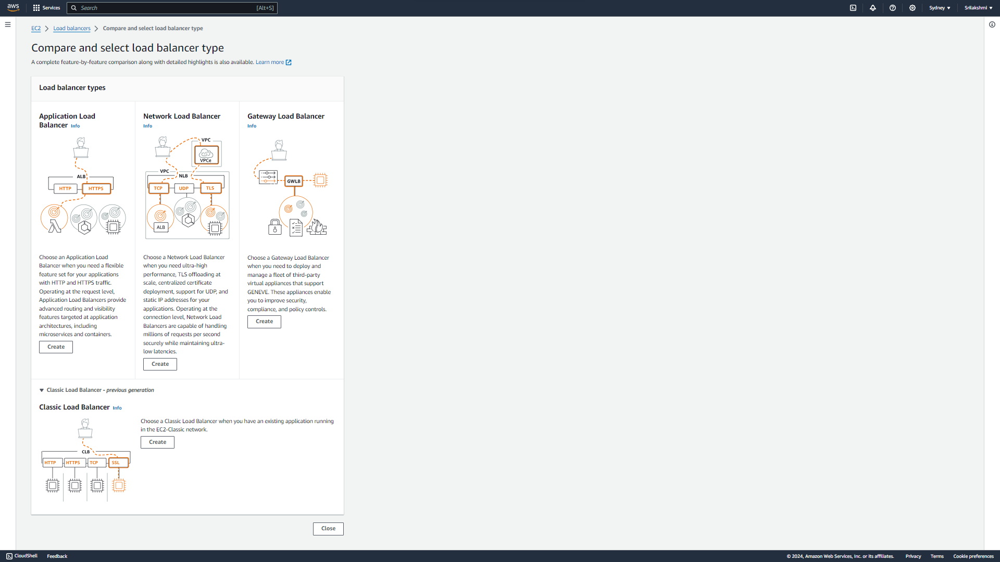 aws
Services
Search
[Alt+S]
Sydney
Srilakshmi
EC2
Load balancers
Compare and select load balancer type
Compare and select load balancer type
A complete feature-by-feature comparison along with detailed highlights is also available. Learn more
Load balancer types
Application Load
Balancer Info
ALB
HTTP
HTTPS
Choose an Application Load
Balancer when you need a flexible
feature set for your applications
with HTTP and HTTPS traffic.
Operating at the request level,
Application Load Balancers provide
advanced routing and visibility
features targeted at application
architectures, including
microservices and containers.
Create
Network Load Balancer
Info
VPC
VPCe
VPC
NLB
TCP
UDP
TLS
ALB
Choose a Network Load Balancer
when you need ultra-high
performance, TLS offloading at
scale, centralized certificate
deployment, support for UDP, and
static IP addresses for your
applications. Operating at the
connection level, Network Load
Balancers are capable of handling
millions of requests per second
securely while maintaining ultra-
low latencies.
Create
Gateway Load Balancer
Info
GWLB
Choose a Gateway Load Balancer
when you need to deploy and
manage a fleet of third-party
virtual appliances that support
GENEVE. These appliances enable
you to improve security,
compliance, and policy controls.
Create
Classic Load Balancer - previous generation
Classic Load Balancer Info
CLB
HTTP
HTTPS
TCP
SSL
Choose a Classic Load Balancer when you have an existing application running
in the EC2-Classic network.
Create
Close
CloudShell
Feedback
© 2024, Amazon Web Services, Inc. or its affiliates.
Privacy
Terms
Cookie preferences